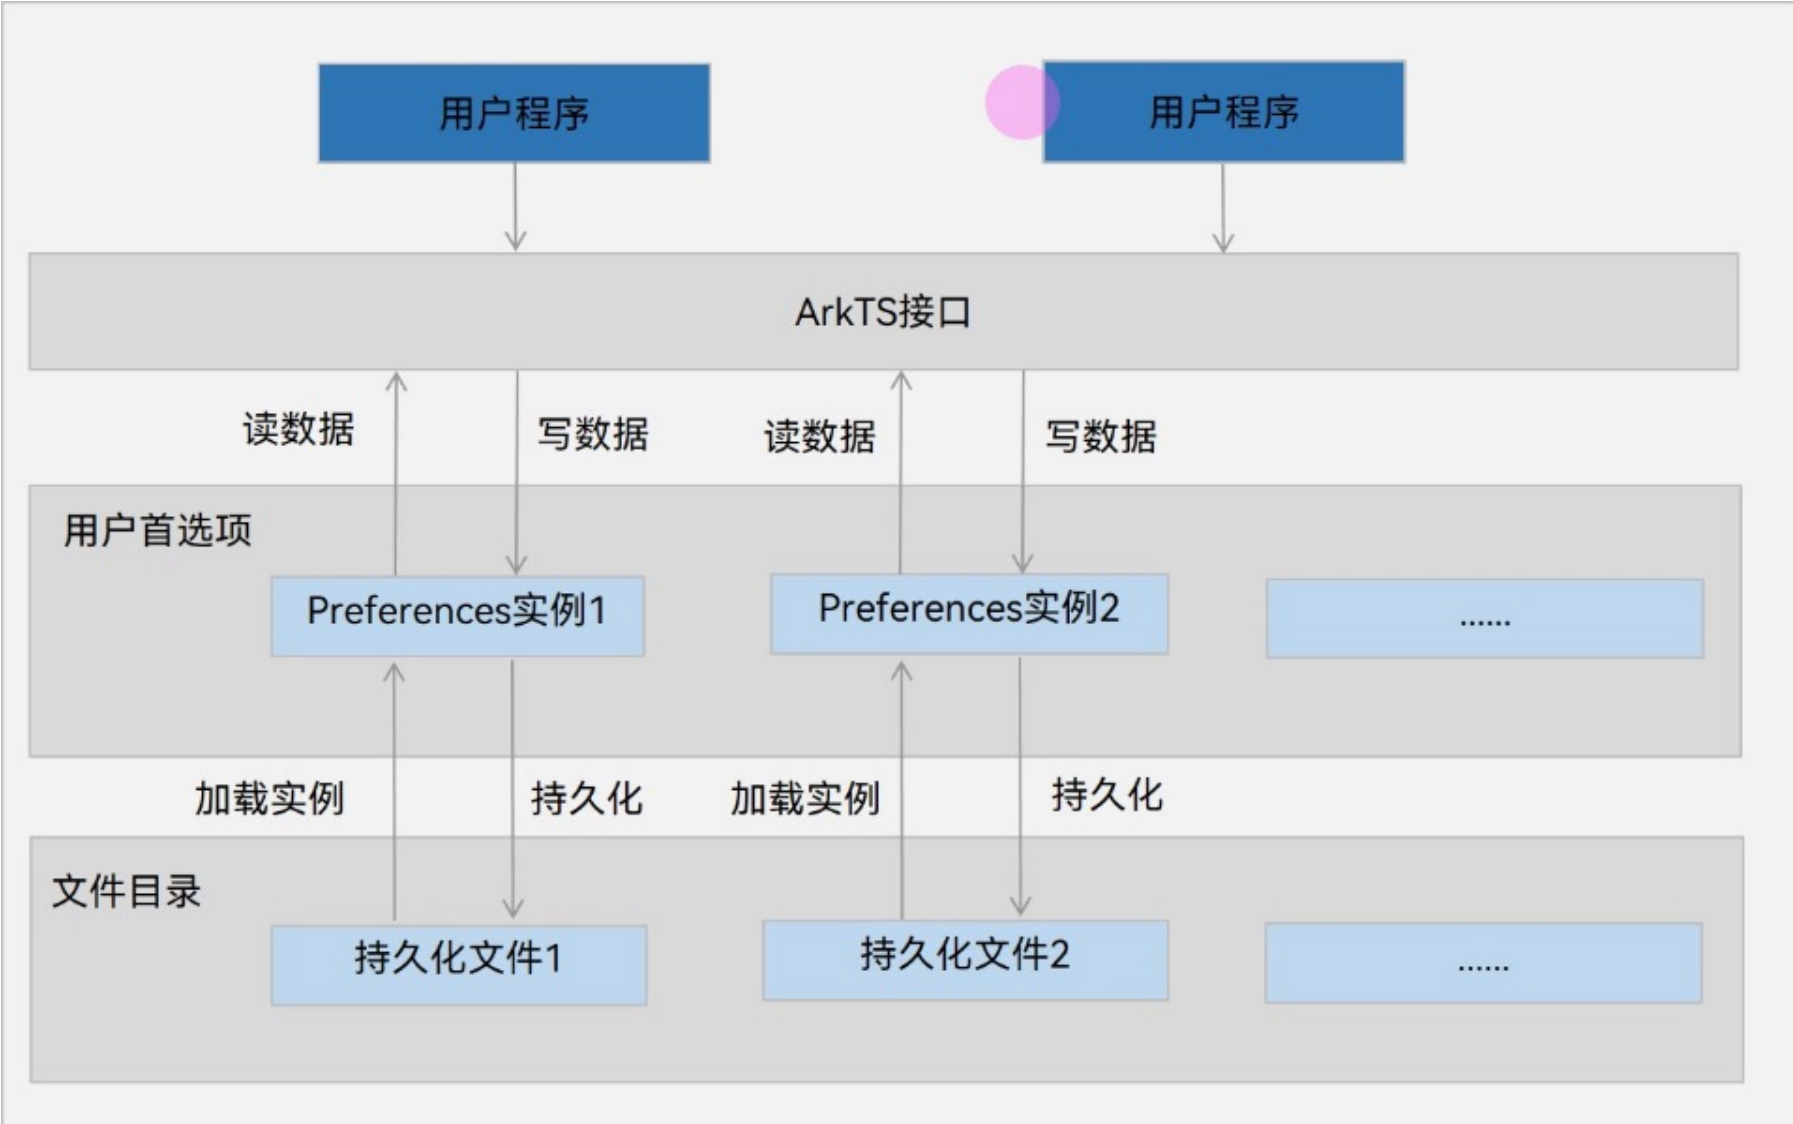 用户程序
用户程序
ArkTS接口
读数据
写数据
读数据
写数据
用户首选项
Preferences实例1
Preferences实例2
......
加载实例
持久化
加载实例
持久化
文件目录
持久化文件1
持久化文件2
......